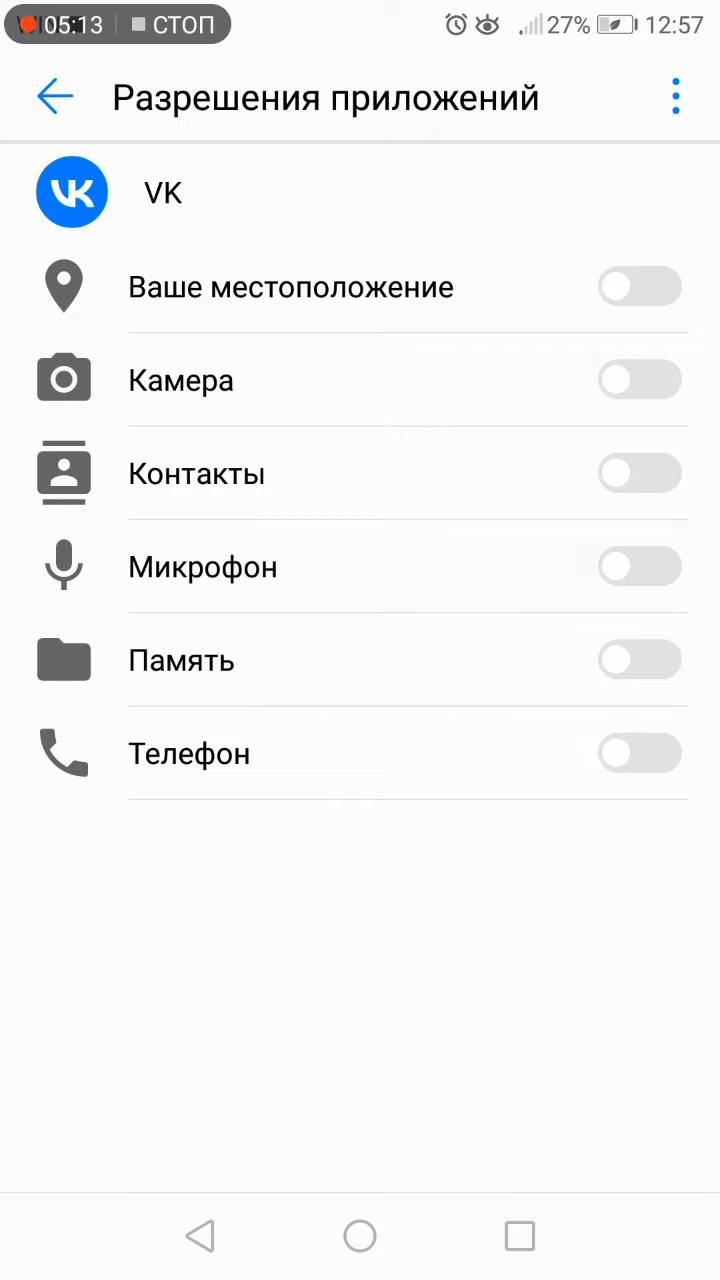 05:13 СТОП 27% 12:57
Разрешения приложений
VK
Ваше местоположение
Камера
Контакты
Микрофон
Память
Телефон